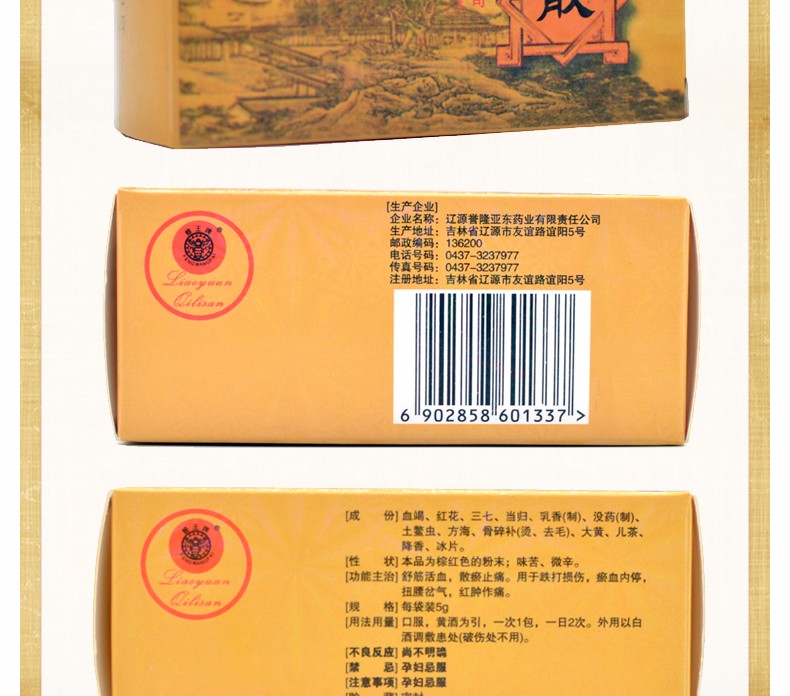 散
[生产企业]
企业名称：辽源誉隆亚东药业有限责任公司
生产地址：吉林省辽源市友谊路谊阳5号
邮政编码：136200
电话号码：0437-3237977
传真号码：0437-3237977
注册地址：吉林省辽源市友谊路谊阳5号
Liaoyuan
Qilisan
6 902858 601337 >
[成　份] 血竭、红花、三七、当归、乳香(制)、没药(制)、
土鳖虫、方海、骨碎补(烫、去毛)、大黄、儿茶、
降香、冰片。
[性　状] 本品为棕红色的粉末；味苦、微辛。
[功能主治] 舒筋活血，散瘀止痛。用于跌打损伤，瘀血内停，
扭腰岔气，红肿作痛。
[规　格] 每袋装5g
[用法用量] 口服，黄酒为引，一次1包，一日2次。外用以白
酒调敷患处(破伤处不用)。
[不良反应] 尚不明确
[禁　忌] 孕妇忌服
[注意事项] 孕妇忌服
Liaoyuan
Qilisan